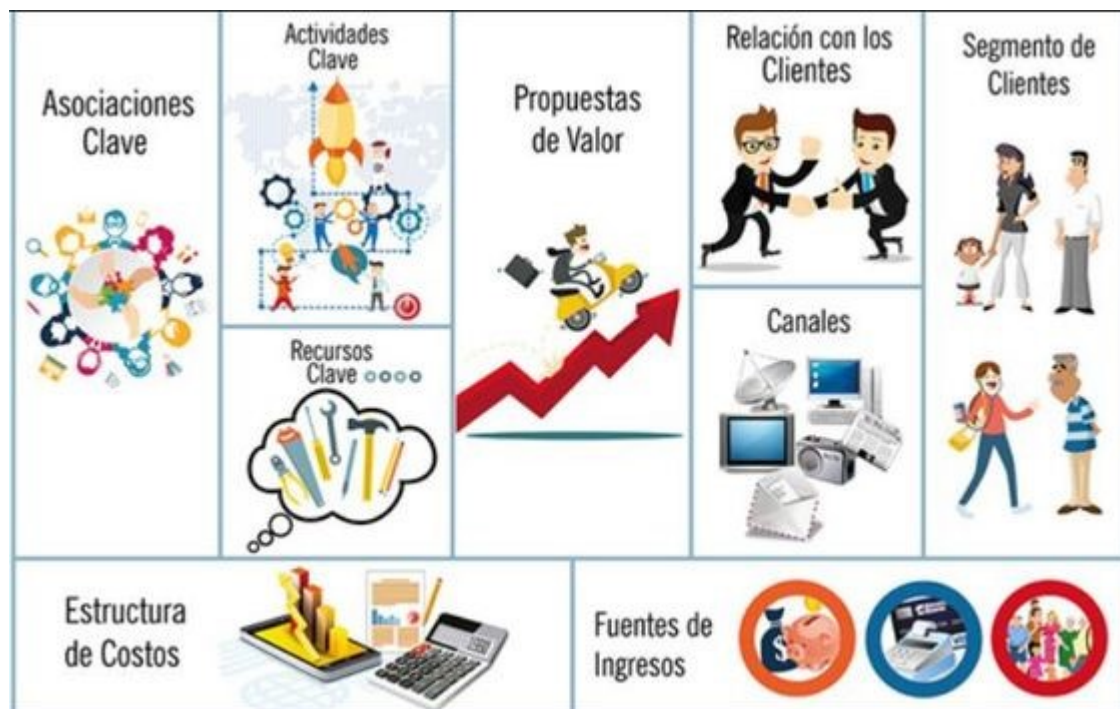 Asociaciones
Clave
Actividades
Clave
Recursos
Clave
Propuestas
de Valor
Relación con los
Clientes
Canales
Segmento de
Clientes
Estructura
de Costos
Fuentes de
Ingresos
$